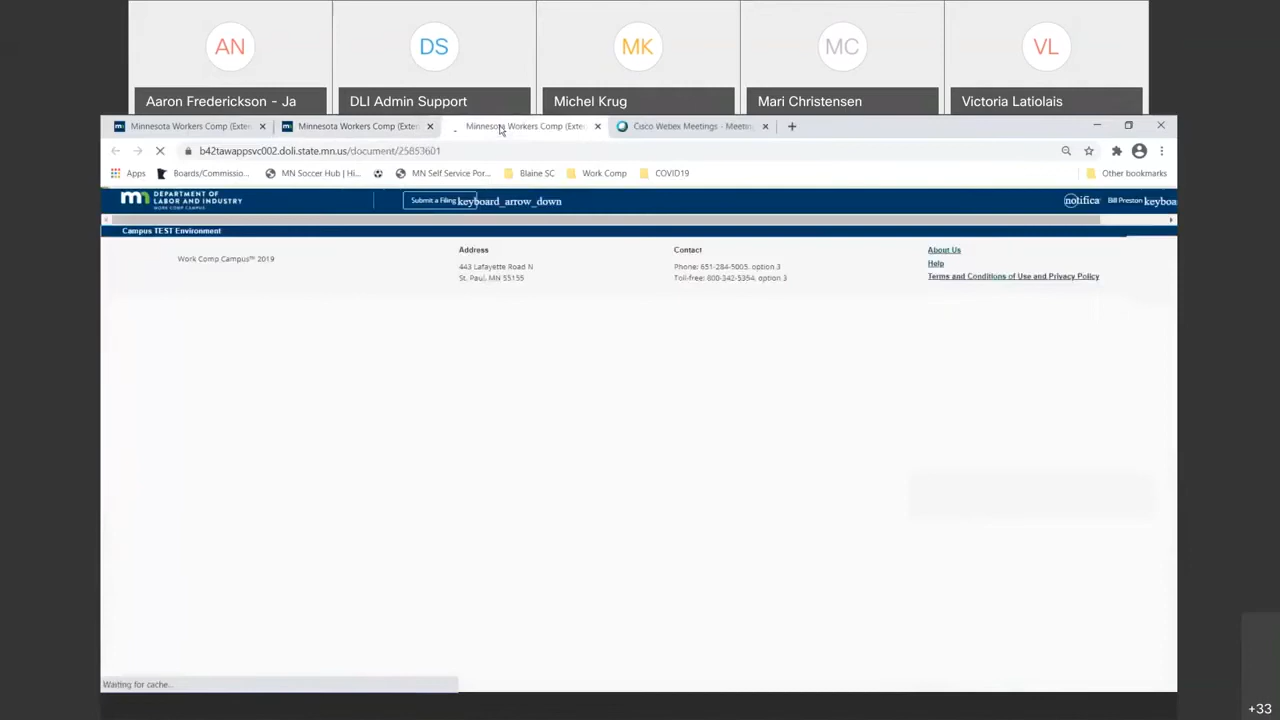 AN
DS
MK
MC
VL
Aaron Frederickson - Ja
DLI Admin Support
Michel Krug
Mari Christensen
Victoria Latiolais
Minnesota Workers Comp (Exter
Minnesota Workers Comp (Exter
Minnesota Workers Comp (Exte
Cisco Webex Meetings - Meetin
b42tawappsvc002.doli.state.mn.us/document/25853601
Apps
Boards/Commissio...
MN Soccer Hub | Hi...
MN Self Service Por...
Blaine SC
Work Comp
COVID19
Other bookmarks
DEPARTMENT OF
LABOR AND INDUSTRY
WORK COMP CAMPUS
Submit a Filing keyboard_arrow_down
notifica
Bill Preston keyboa
Campus TEST Environment
Work Comp Campus™ 2019
Address
443 Lafayette Road N
St. Paul, MN 55155
Contact
Phone: 651-284-5005, option 3
Toll-free: 800-342-5354, option 3
About Us
Help
Terms and Conditions of Use and Privacy Policy
Waiting for cache...
+33